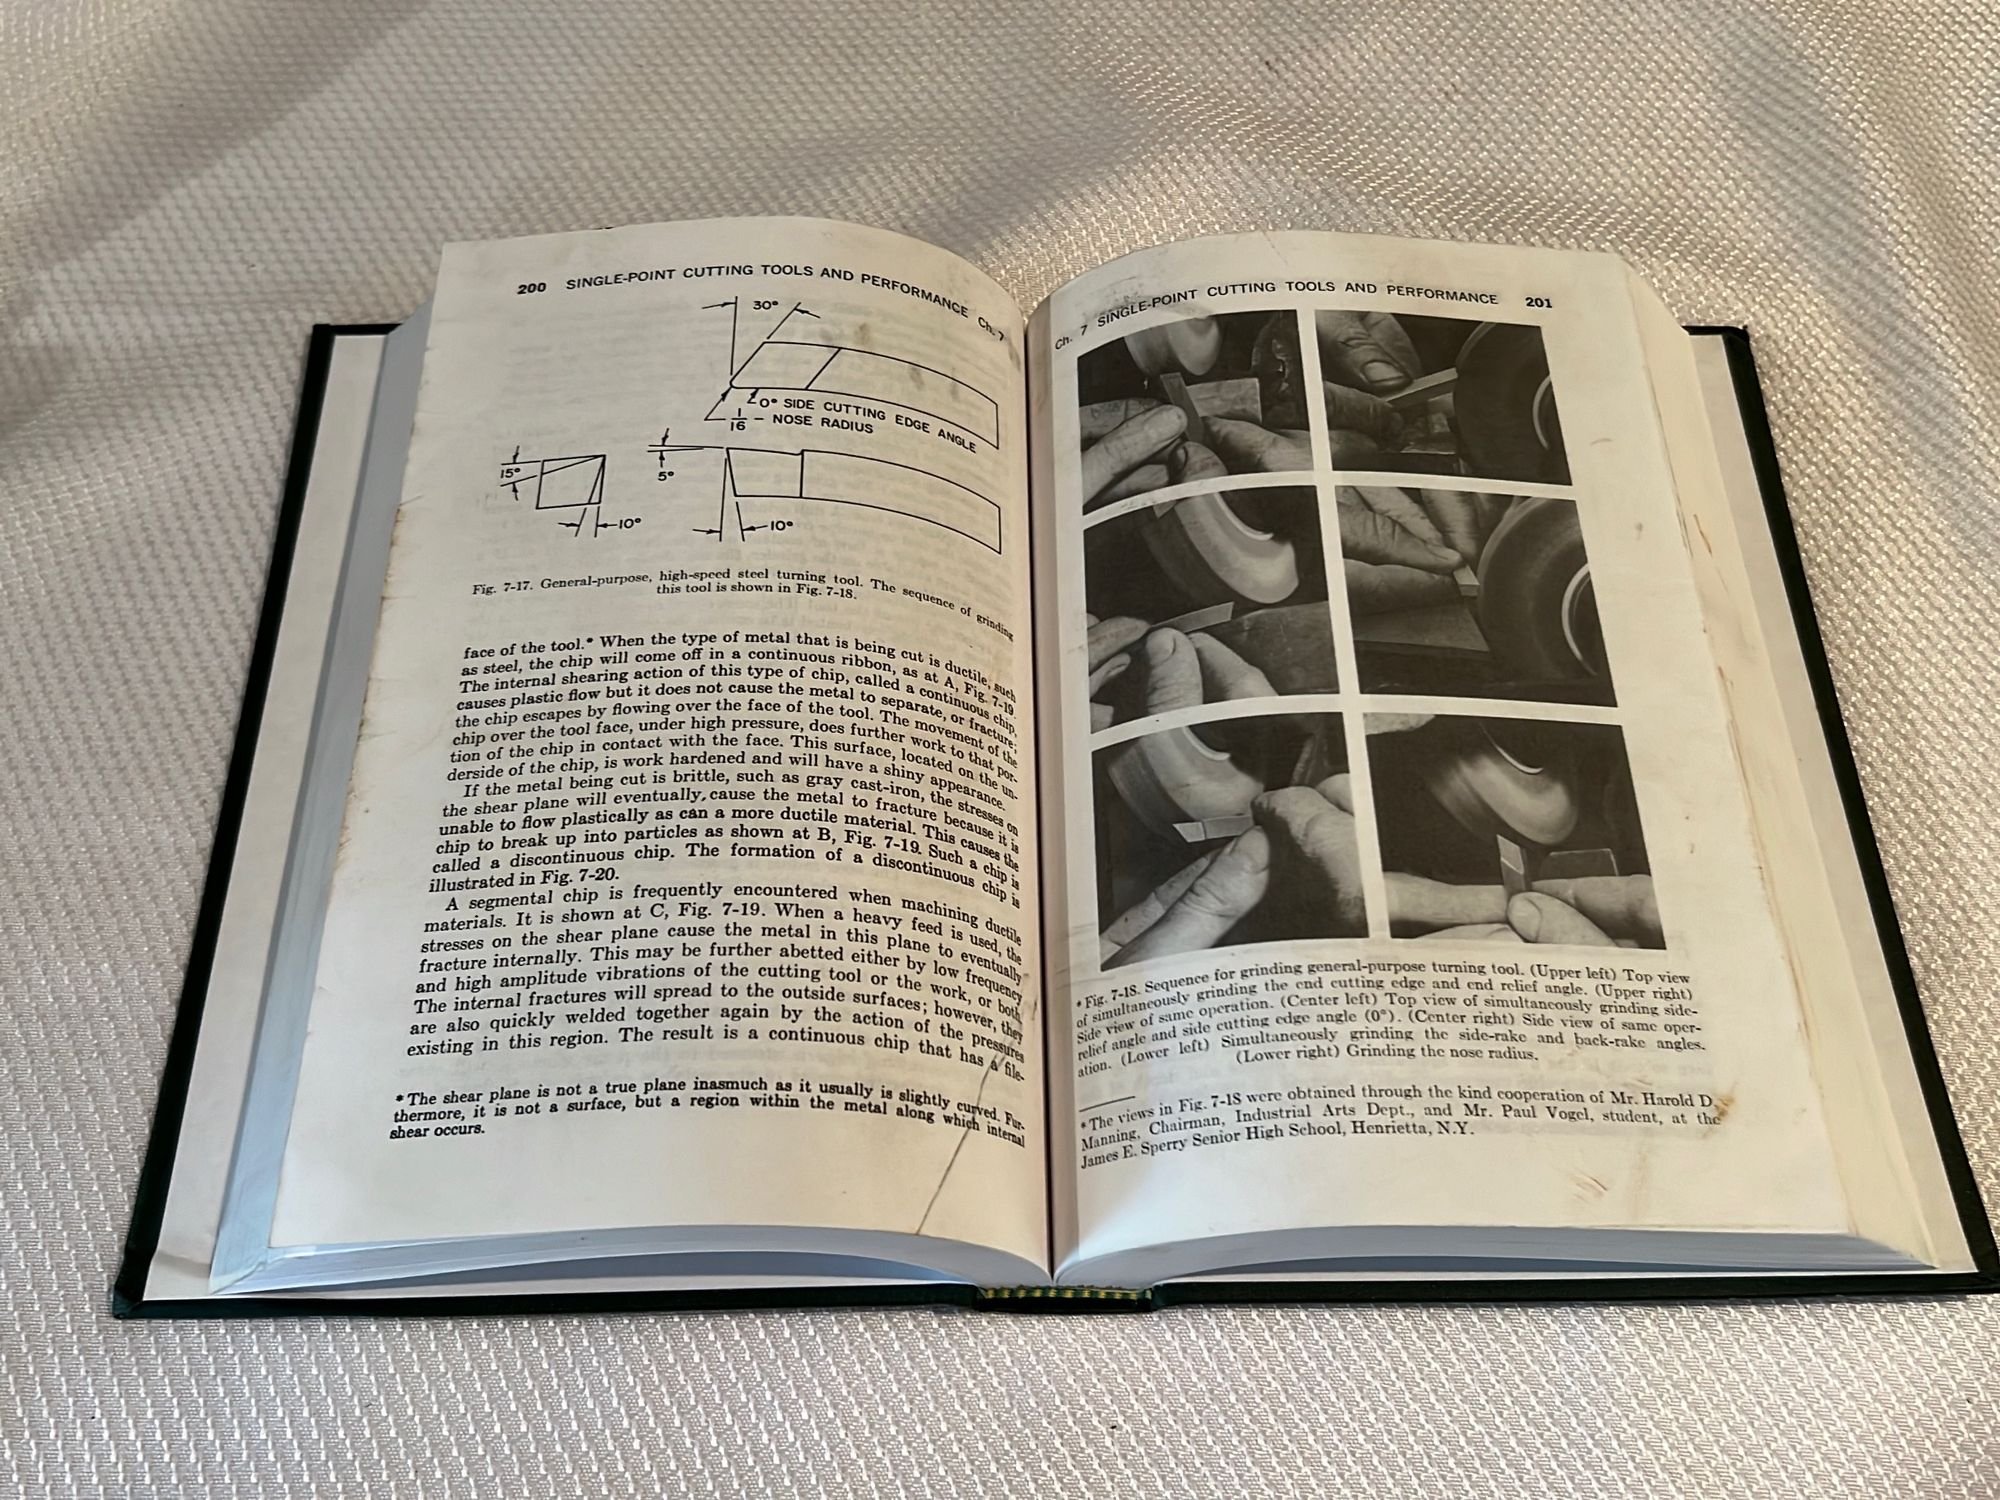 200 SINGLE-POINT CUTTING TOOLS AND PERFORMANCE Ch. 7
30°
0° SIDE CUTTING EDGE ANGLE
1/16 - NOSE RADIUS
15°
5°
10°
10°
Fig. 7-17. General-purpose, high-speed steel turning tool. The sequence of grinding
this tool is shown in Fig. 7-18.
face of the tool.* When the type of metal that is being cut is ductile, such
as steel, the chip will come off in a continuous ribbon, as at A, Fig. 7-19.
The internal shearing action of this type of chip, called a continuous chip,
causes plastic flow but it does not cause the metal to separate, or fracture;
the chip escapes by flowing over the face of the tool. The movement of the
chip over the tool face, under high pressure, does further work to that por-
tion of the chip in contact with the face. This surface, located on the un-
derside of the chip, is work hardened and will have a shiny appearance.
If the metal being cut is brittle, such as gray cast-iron, the stresses on
the shear plane will eventually cause the metal to fracture because it is
unable to flow plastically as can a more ductile material. This causes the
chip to break up into particles as shown at B, Fig. 7-19. Such a chip is
called a discontinuous chip. The formation of a discontinuous chip is
illustrated in Fig. 7-20.
A segmental chip is frequently encountered when machining ductile
materials. It is shown at C, Fig. 7-19. When a heavy feed is used, the
stresses on the shear plane cause the metal in this plane to eventually
fracture internally. This may be further abetted either by low frequency
and high amplitude vibrations of the cutting tool or the work, or both.
The internal fractures will spread to the outside surfaces; however, they
are also quickly welded together again by the action of the pressures
existing in this region. The result is a continuous chip that has a file-
* The shear plane is not a true plane inasmuch as it usually is slightly curved. Fur-
thermore, it is not a surface, but a region within the metal along which internal
shear occurs.
Ch. 7 SINGLE-POINT CUTTING TOOLS AND PERFORMANCE 201
* Fig. 7-18. Sequence for grinding general-purpose turning tool. (Upper left) Top view
of simultaneously grinding the end cutting edge and end relief angle. (Upper right)
Side view of same operation. (Center left) Top view of simultaneously grinding side-
relief angle and side cutting edge angle (0°). (Center right) Side view of same oper-
ation. (Lower left) Simultaneously grinding the side-rake and back-rake angles.
(Lower right) Grinding the nose radius.
* The views in Fig. 7-18 were obtained through the kind cooperation of Mr. Harold D.
Manning, Chairman, Industrial Arts Dept., and Mr. Paul Vogel, student, at the
James E. Sperry Senior High School, Henrietta, N.Y.